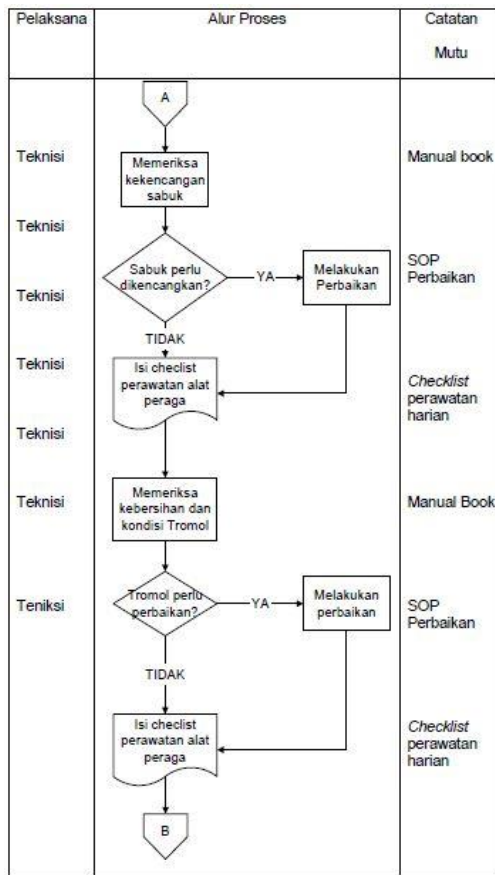 Pelaksana
Alur Proses
Catatan
Mutu
A
Teknisi
Memeriksa
kekencangan
sabuk
Manual book
Teknisi
Sabuk perlu
dikencangkan?
YA
Melakukan
Perbaikan
SOP
Perbaikan
Teknisi
TIDAK
Teknisi
Isi checlist
perawatan alat
peraga
Checklist
perawatan
harian
Teknisi
Teknisi
Memeriksa
kebersihan dan
kondisi Tromol
Manual Book
Teniksi
Tromol perlu
perbaikan?
YA
Melakukan
perbaikan
SOP
Perbaikan
TIDAK
Isi checlist
perawatan alat
peraga
Checklist
perawatan
harian
B